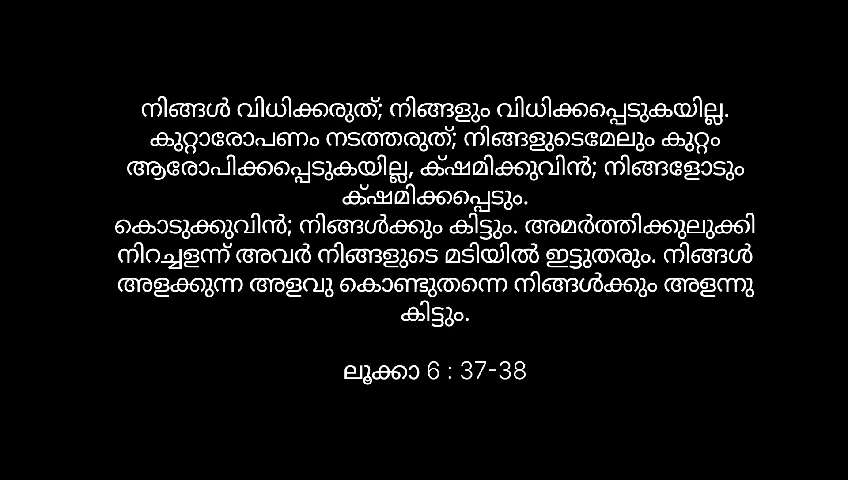 നിങ്ങൾ വിധിക്കരുത്; നിങ്ങളും വിധിക്കപ്പെടുകയില്ല.
കുറ്റാരോപണം നടത്തരുത്; നിങ്ങളുടെമേലും കുറ്റം
ആരോപിക്കപ്പെടുകയില്ല, ക്‌ഷമിക്കുവിൻ; നിങ്ങളോടും
ക്‌ഷമിക്കപ്പെടും.
കൊടുക്കുവിൻ; നിങ്ങൾക്കും കിട്ടും. അമർത്തിക്കുലുക്കി
നിറച്ചളന്ന് അവർ നിങ്ങളുടെ മടിയിൽ ഇട്ടുതരും. നിങ്ങൾ
അളക്കുന്ന അളവു കൊണ്ടുതന്നെ നിങ്ങൾക്കും അളന്നു
കിട്ടും.
ലൂക്കാ 6 : 37-38